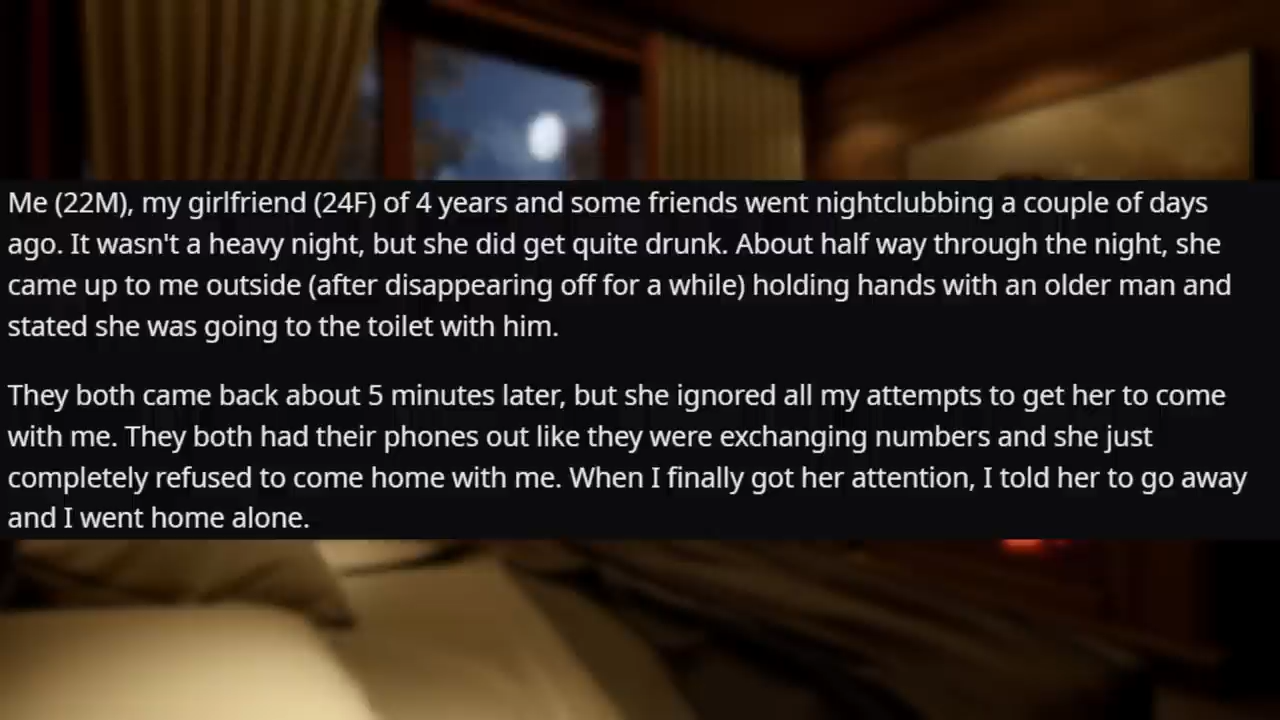 Me (22M), my girlfriend (24F) of 4 years and some friends went nightclubbing a couple of days
ago. It wasn't a heavy night, but she did get quite drunk. About half way through the night, she
came up to me outside (after disappearing off for a while) holding hands with an older man and
stated she was going to the toilet with him.
They both came back about 5 minutes later, but she ignored all my attempts to get her to come
with me. They both had their phones out like they were exchanging numbers and she just
completely refused to come home with me. When I finally got her attention, I told her to go away
and I went home alone.